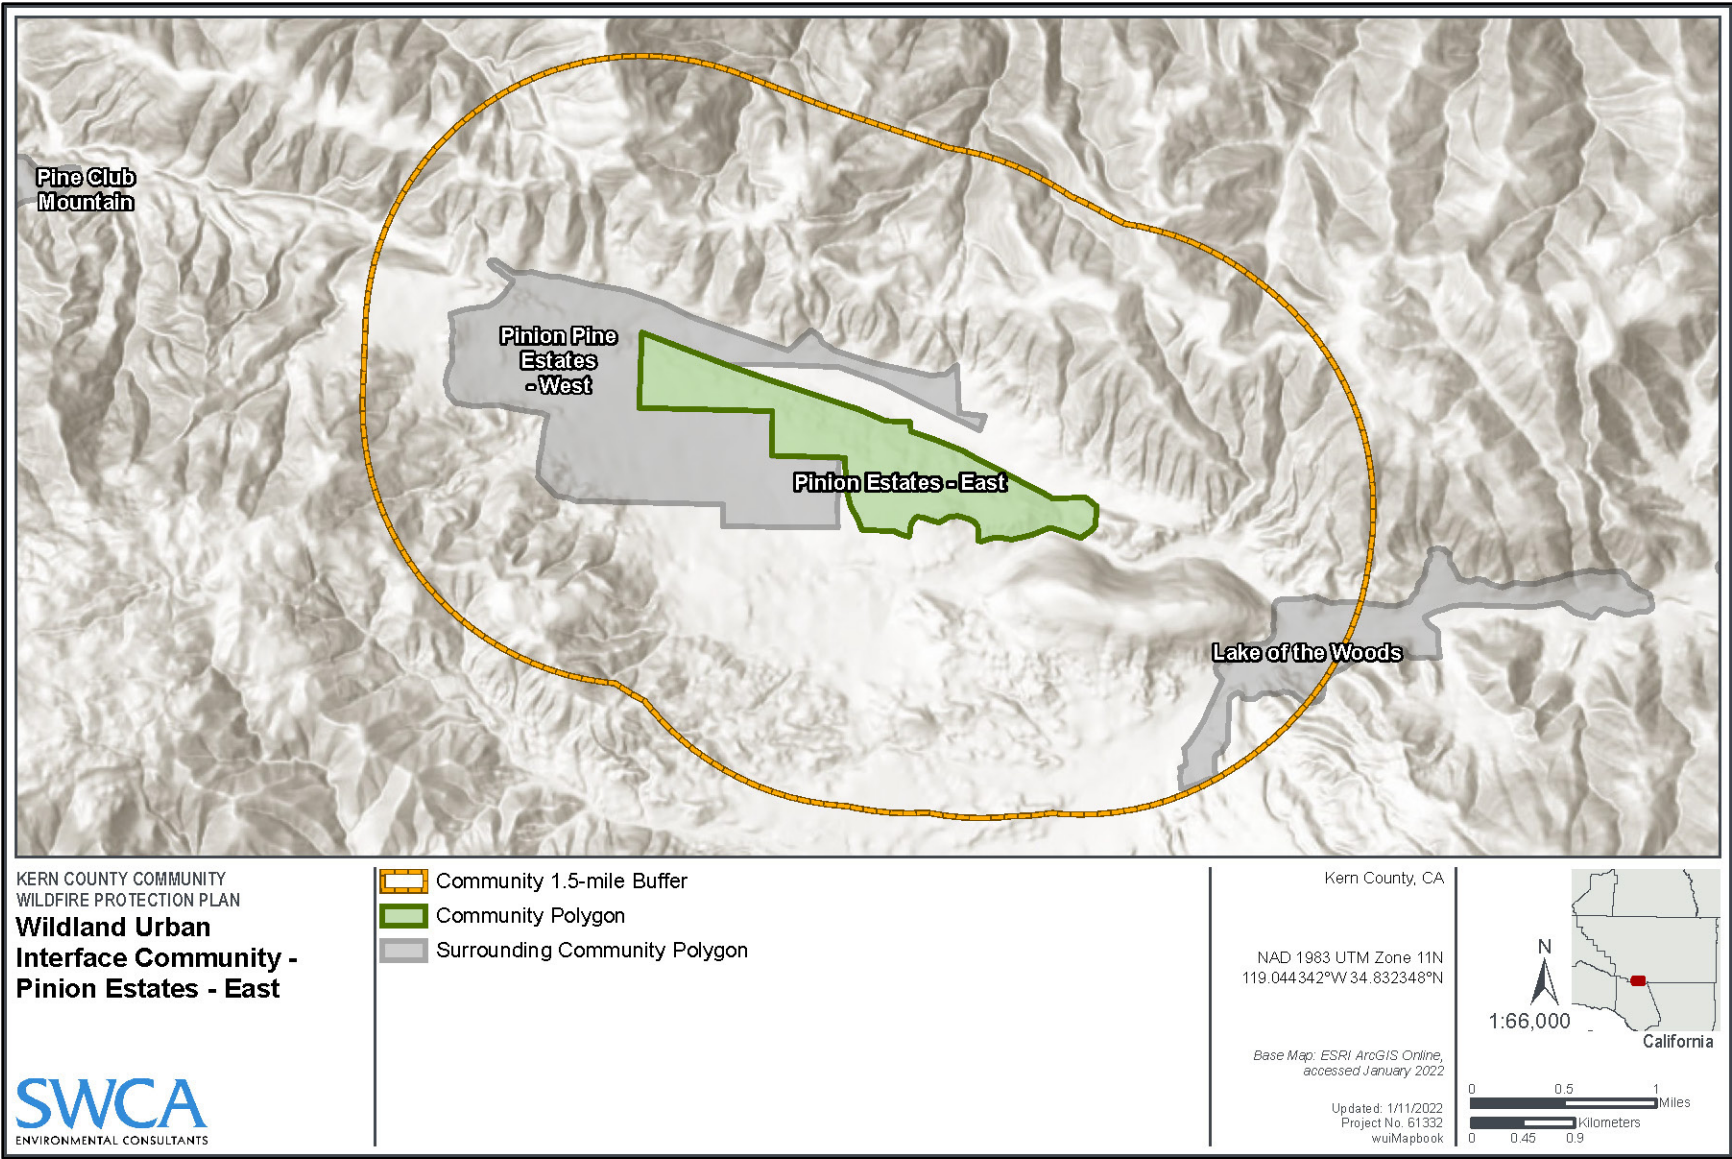 Pine Club
Mountain
Pinion Pine
Estates
- West
Pinion Estates - East
Lake of the Woods
KERN COUNTY COMMUNITY
WILDFIRE PROTECTION PLAN
Wildland Urban
Interface Community -
Pinion Estates - East
SWCA
ENVIRONMENTAL CONSULTANTS
Community 1.5-mile Buffer
Community Polygon
Surrounding Community Polygon
Kern County, CA
NAD 1983 UTM Zone 11N
119.044342°W 34.832348°N
Base Map: ESRI ArcGIS Online,
accessed January 2022
Updated: 1/11/2022
Project No. 61332
wuiMapbook
N
1:66,000
California
0 0.5 1
Miles
Kilometers
0 0.45 0.9